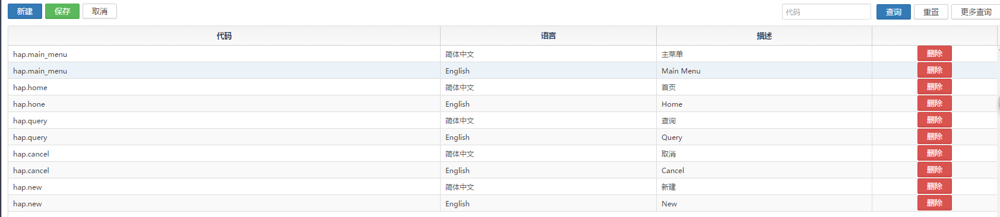 新建 保存 取消 代码 查询 重置 更多查询
代码 语言 描述
hap.main_menu 简体中文 主菜单 删除
hap.main_menu English Main Menu 删除
hap.home 简体中文 首页 删除
hap.hone English Home 删除
hap.query 简体中文 查询 删除
hap.query English Query 删除
hap.cancel 简体中文 取消 删除
hap.cancel English Cancel 删除
hap.new 简体中文 新建 删除
hap.new English New 删除